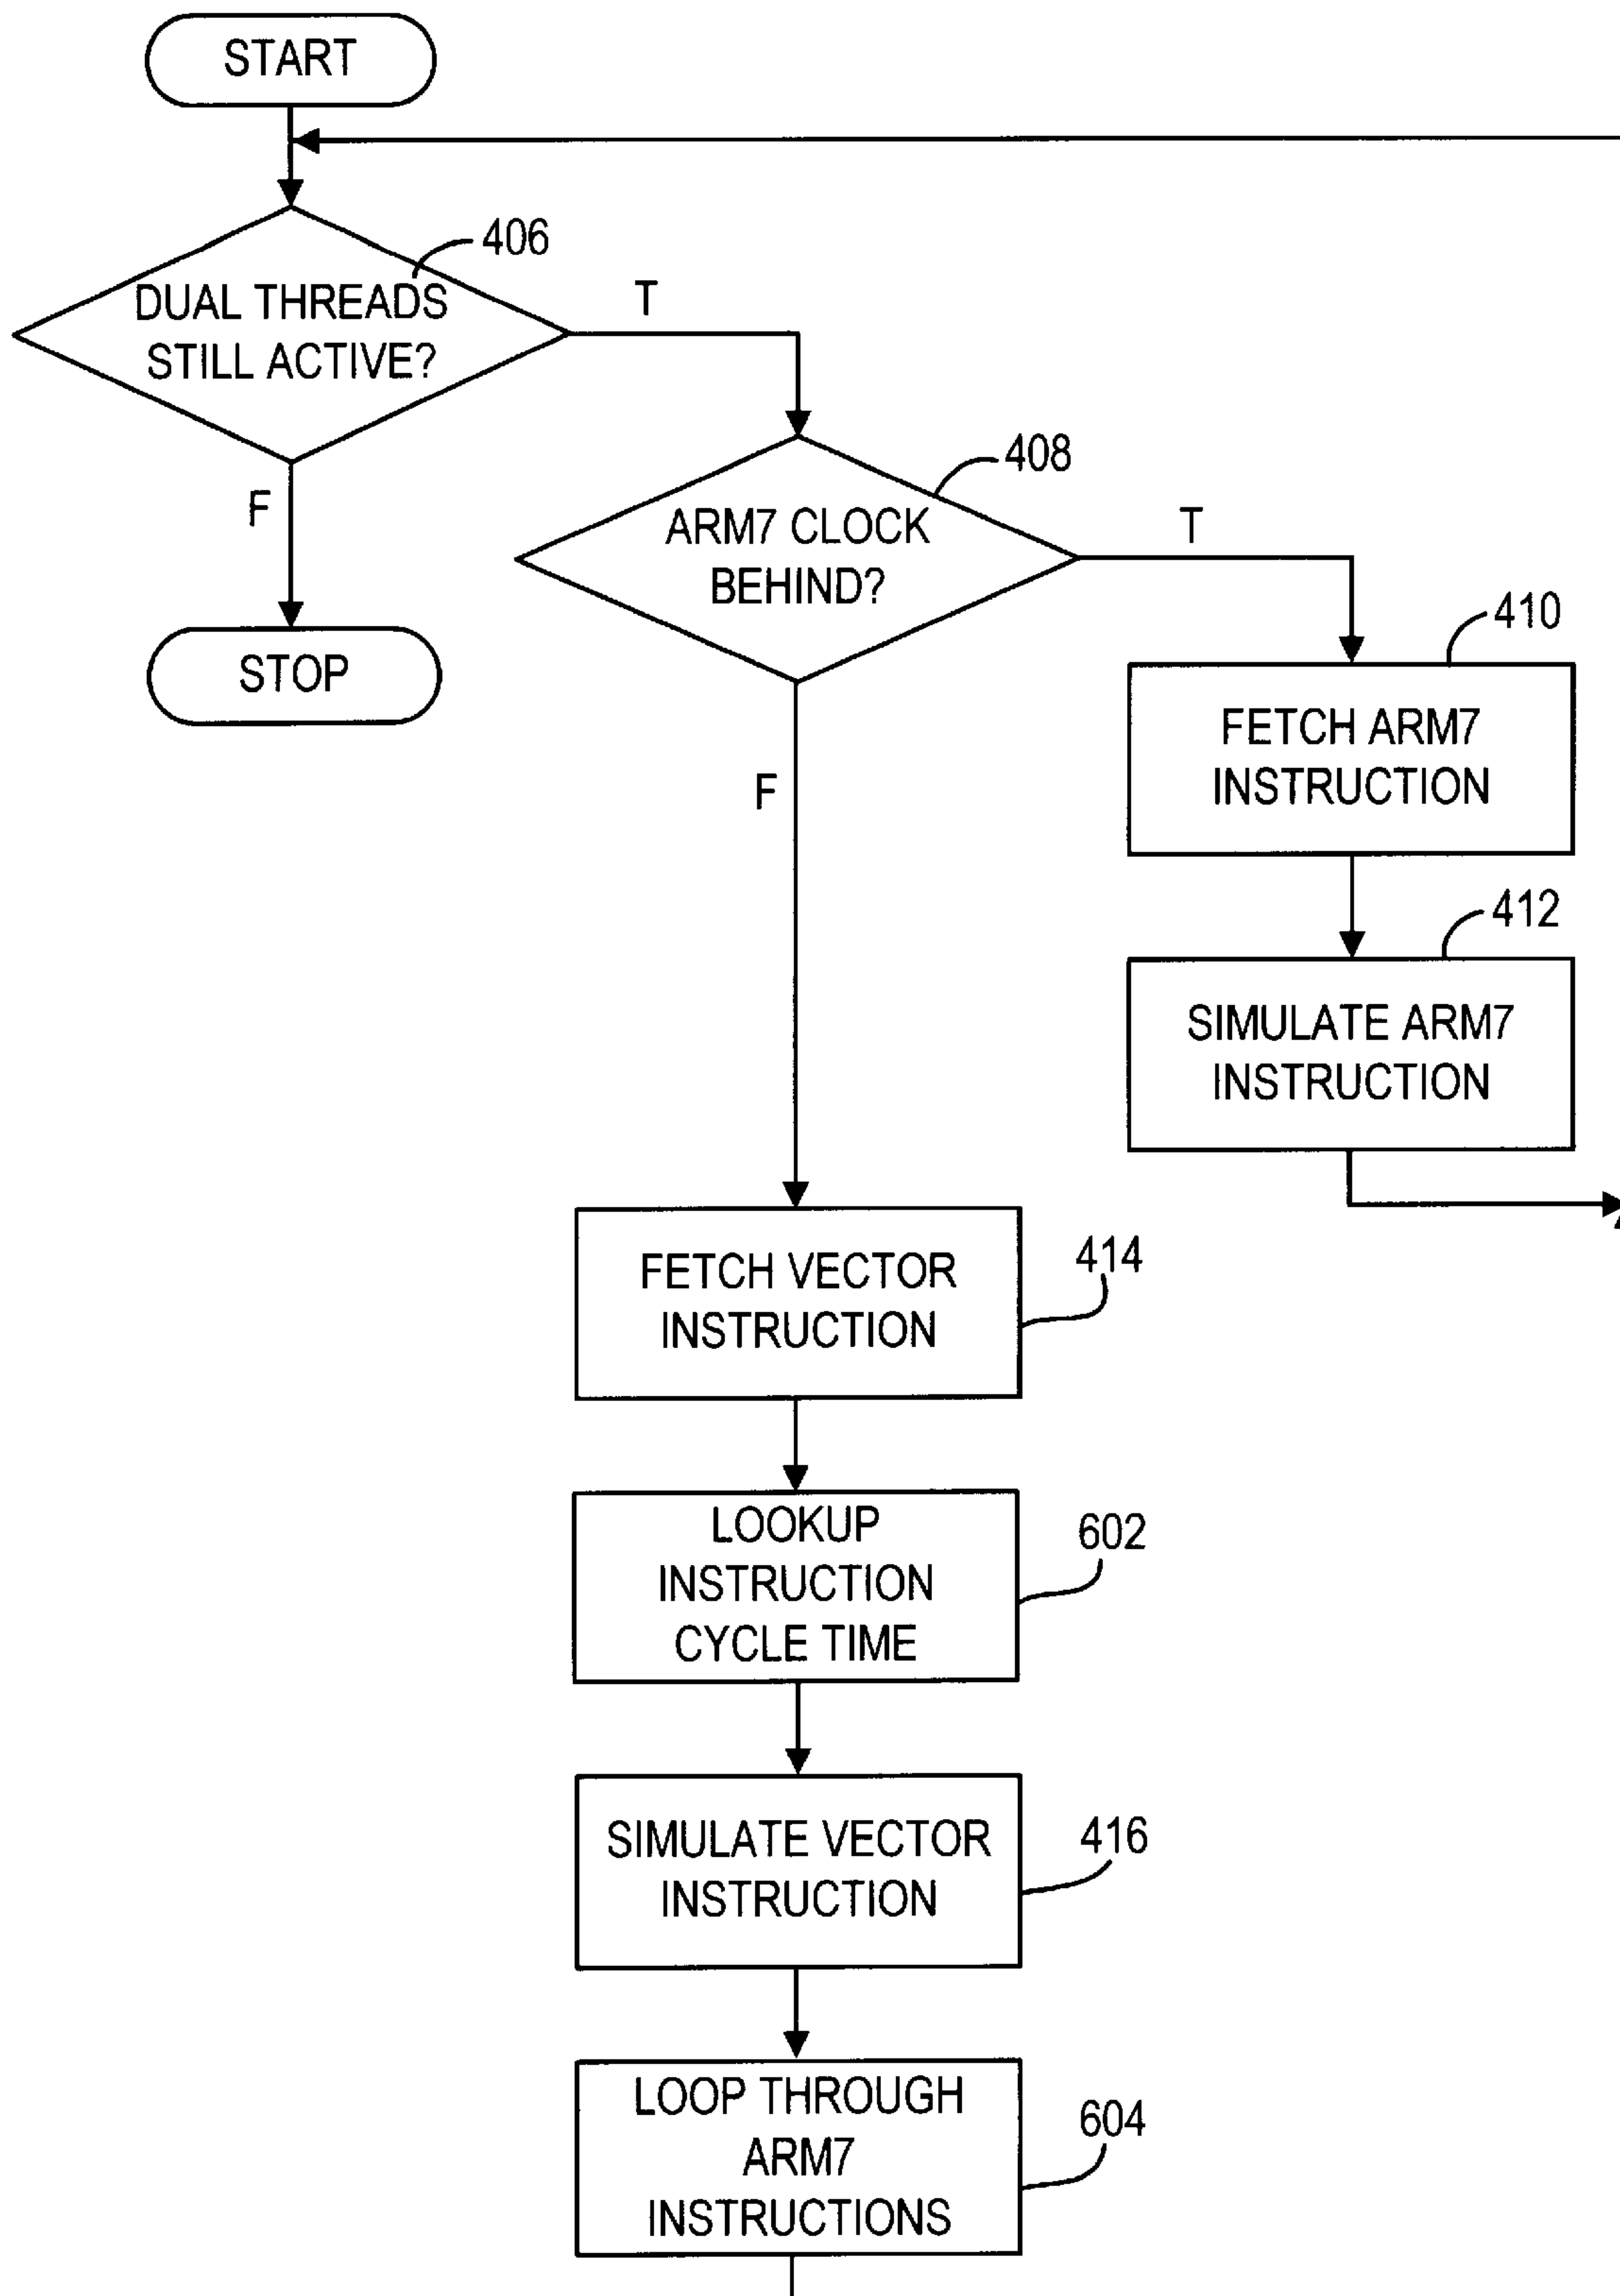 START
406
DUAL THREADS
STILL ACTIVE?
T
F
STOP
408
ARM7 CLOCK
BEHIND?
T
F
410
FETCH ARM7
INSTRUCTION
412
SIMULATE ARM7
INSTRUCTION
FETCH VECTOR
INSTRUCTION
414
LOOKUP
INSTRUCTION
CYCLE TIME
602
SIMULATE VECTOR
INSTRUCTION
416
LOOP THROUGH
ARM7
INSTRUCTIONS
604